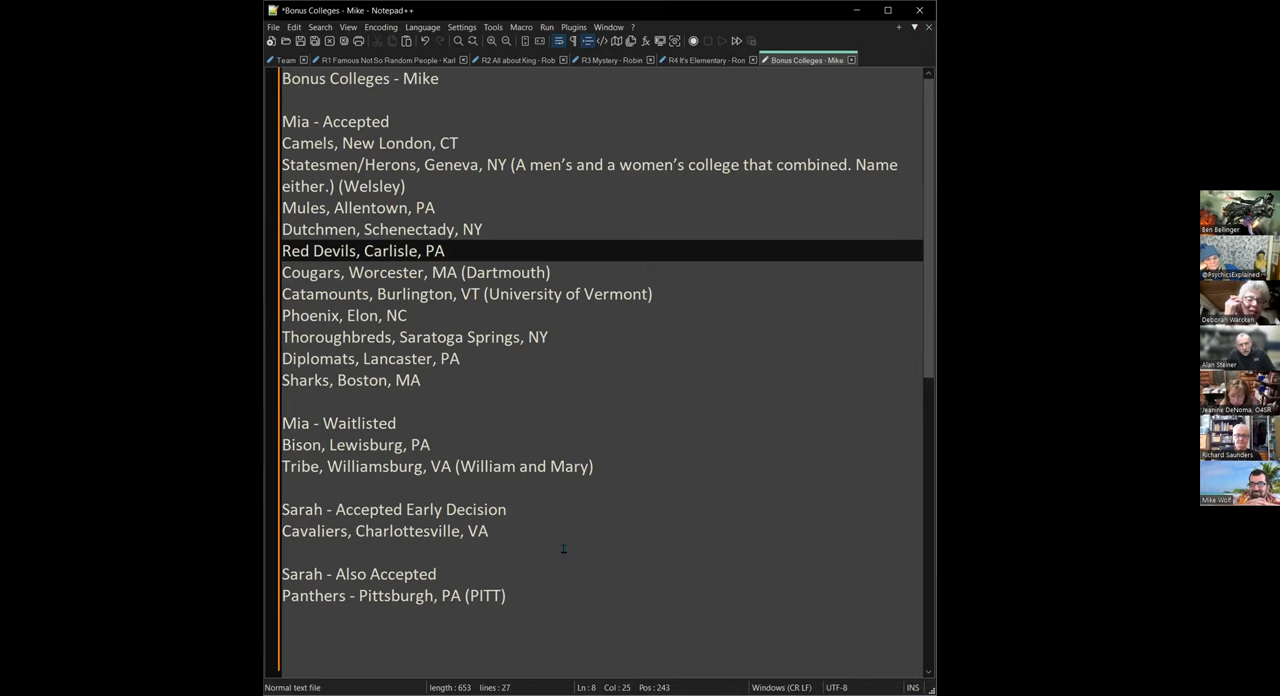 *Bonus Colleges - Mike - Notepad++
File Edit Search View Encoding Language Settings Tools Macro Run Plugins Window ?
Team R1 Famous Not So Random People - Karl R2 All about King - Rob R3 Mystery - Robin R4 It's Elementary - Ron Bonus Colleges - Mike
Bonus Colleges - Mike
Mia - Accepted
Camels, New London, CT
Statesmen/Herons, Geneva, NY (A men's and a women's college that combined. Name
either.) (Welsley)
Mules, Allentown, PA
Dutchmen, Schenectady, NY
Red Devils, Carlisle, PA
Cougars, Worcester, MA (Dartmouth)
Catamounts, Burlington, VT (University of Vermont)
Phoenix, Elon, NC
Thoroughbreds, Saratoga Springs, NY
Diplomats, Lancaster, PA
Sharks, Boston, MA
Mia - Waitlisted
Bison, Lewisburg, PA
Tribe, Williamsburg, VA (William and Mary)
Sarah - Accepted Early Decision
Cavaliers, Charlottesville, VA
Sarah - Also Accepted
Panthers - Pittsburgh, PA (PITT)
Normal text file length : 653 lines : 27 Ln : 8 Col : 25 Pos : 243 Windows (CR LF) UTF-8 INS
Ben Bellinger
@PsychicsExplained
Deborah Warcken
Alan Steiner
Jeanine DeNoma, O4SR
Richard Saunders
Mike Wolf